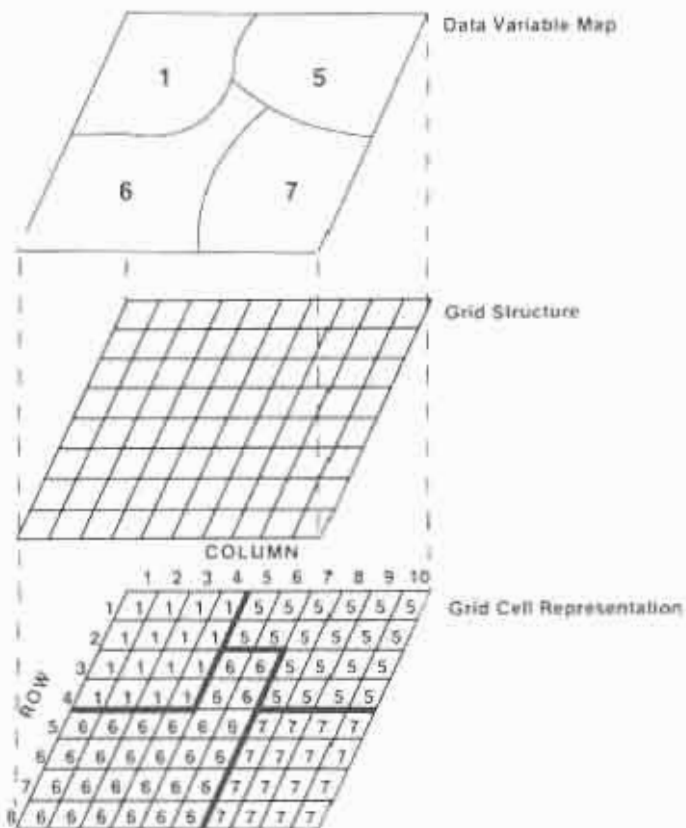 Data Variable Map
1 5
6 7
Grid Structure
COLUMN
1 2 3 4 5 6 7 8 9 10
Grid Cell Representation
ROW
1 1 1 1 1 5 5 5 5 5 5
2 1 1 1 1 5 5 5 5 5 5
3 1 1 1 1 6 6 5 5 5 5
4 1 1 1 1 6 6 5 5 5 5
5 6 6 6 6 6 6 7 7 7 7
6 6 6 6 6 6 6 7 7 7 7
7 6 6 6 6 6 6 7 7 7 7
8 6 6 6 6 6 6 7 7 7 7